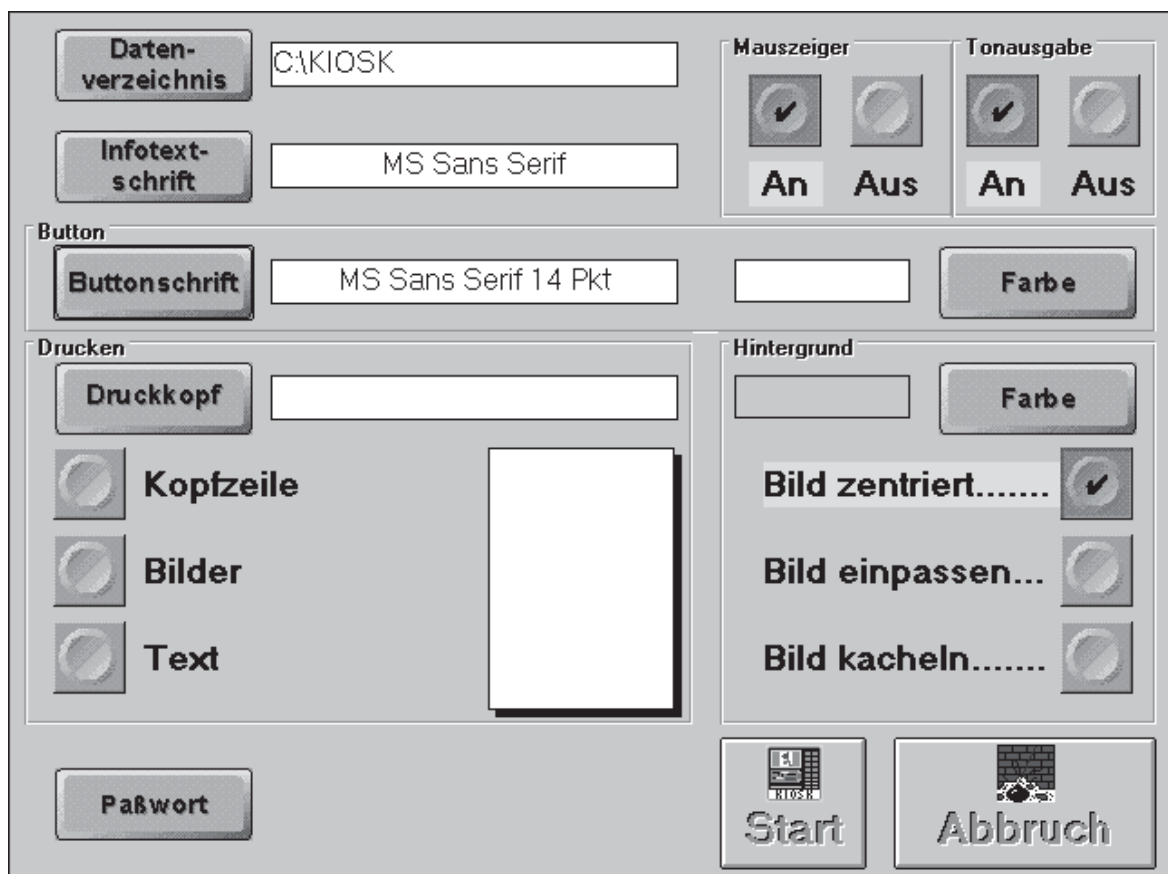 Daten-
verzeichnis
C:\KIOSK
Mauszeiger
Tonausgabe
An Aus
An Aus
Infotext-
schrift
MS Sans Serif
Button
Buttonschrift
MS Sans Serif 14 Pkt
Farbe
Drucken
Druckkopf
Kopfzeile
Bilder
Text
Hintergrund
Farbe
Bild zentriert.......
Bild einpassen...
Bild kacheln.......
Paßwort
KIOSK
Start
Abbruch